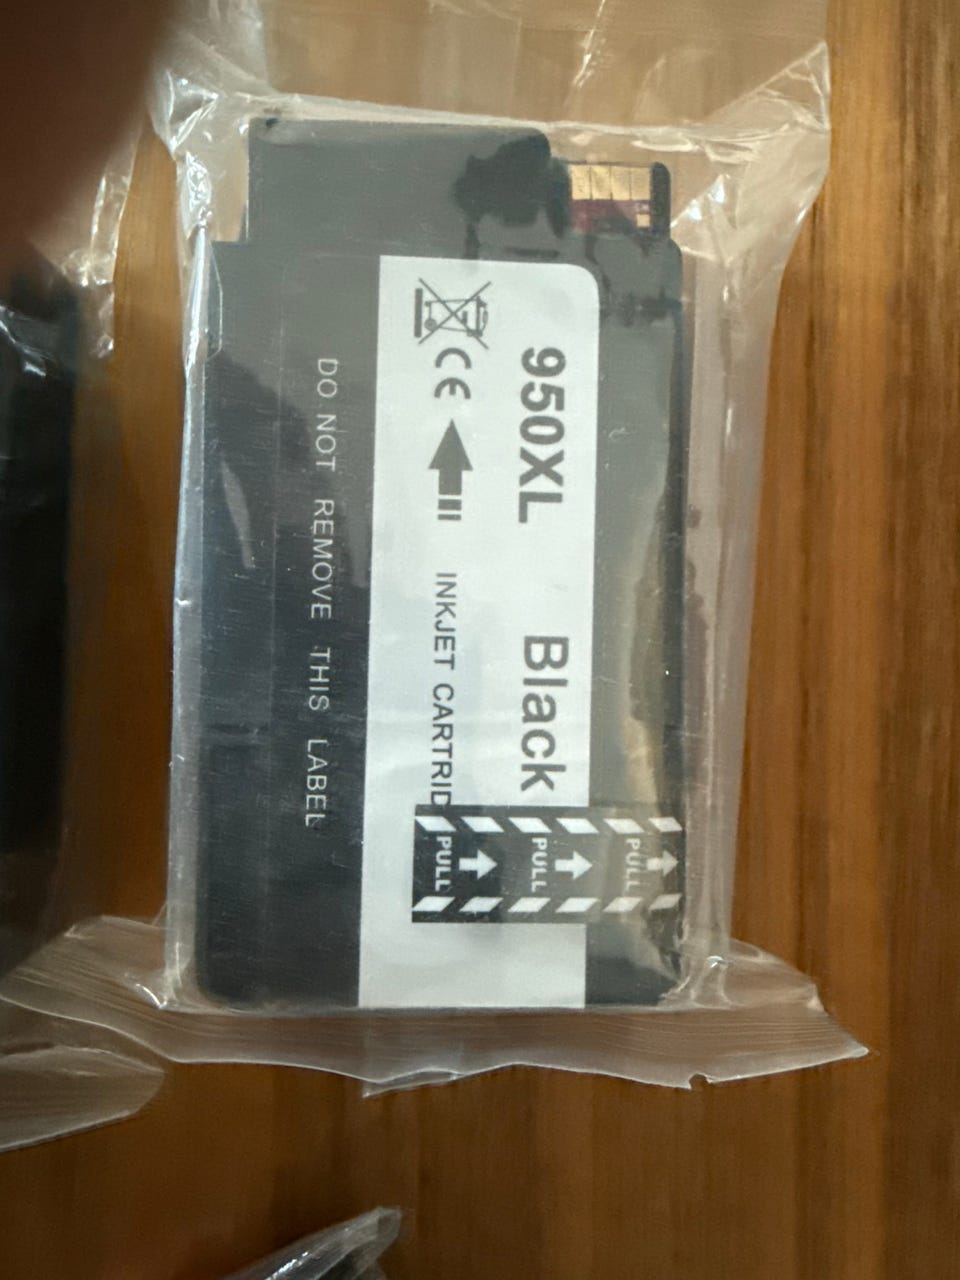 950XL Black
CE INKJET CARTRID
PULL
PULL
PULL
DO NOT REMOVE THIS LABEL